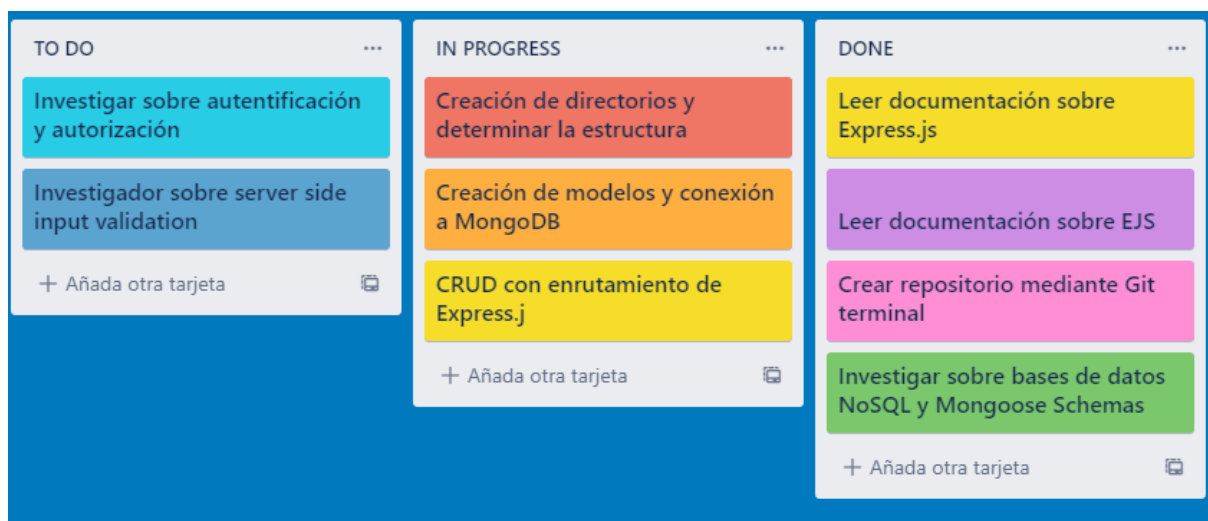 TO DO
Investigar sobre autentificación
y autorización
Investigador sobre server side
input validation
Añada otra tarjeta
IN PROGRESS
Creación de directorios y
determinar la estructura
Creación de modelos y conexión
a MongoDB
CRUD con enrutamiento de
Express.j
Añada otra tarjeta
DONE
Leer documentación sobre
Express.js
Leer documentación sobre EJS
Crear repositorio mediante Git
terminal
Investigar sobre bases de datos
NoSQL y Mongoose Schemas
Añada otra tarjeta